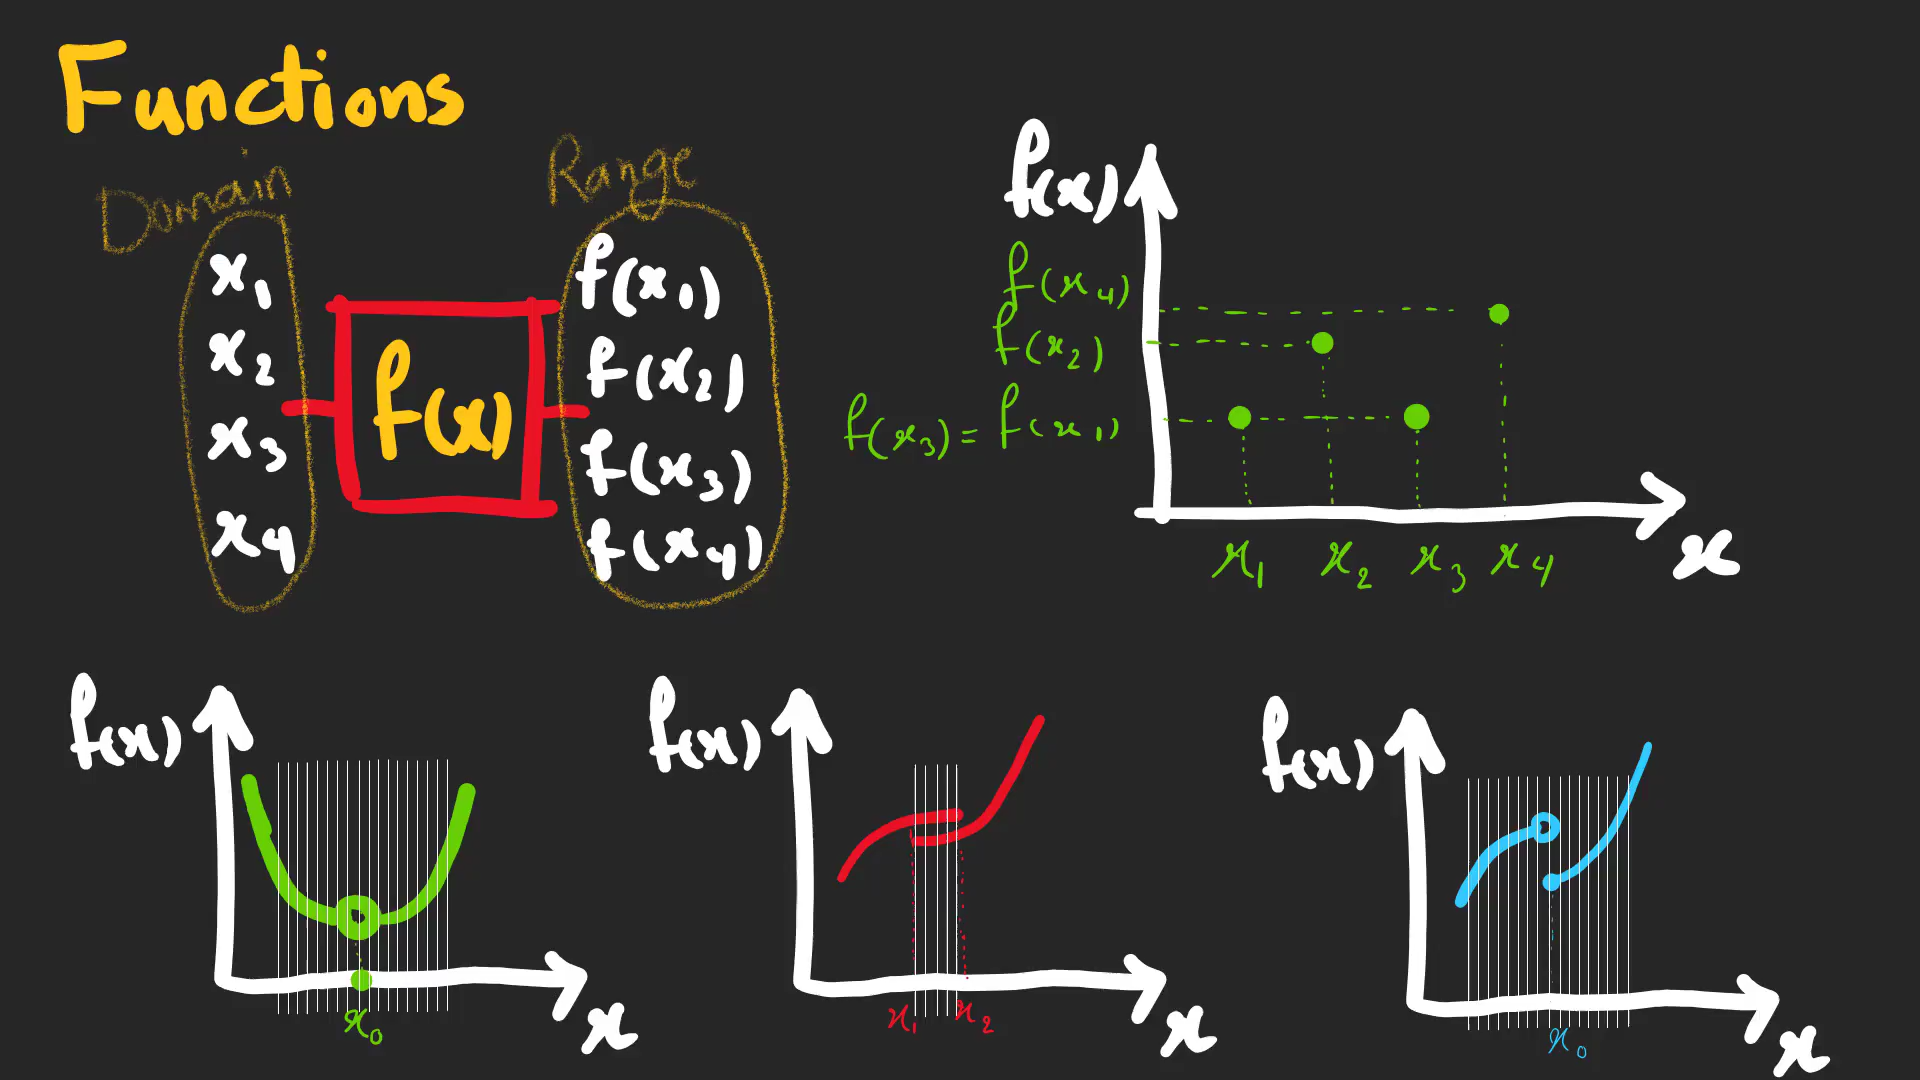 Functions
Domain
Range
x₁
x₂
x₃
x₄
f(x)
f(x₁)
f(x₂)
f(x₃)
f(x₄)
f(x)
f(x₄)
f(x₂)
f(x₃) = f(x₁)
x₁ x₂ x₃ x₄
x
f(x)
x₀
x
f(x)
x₁ x₂
x
f(x)
x₀
x